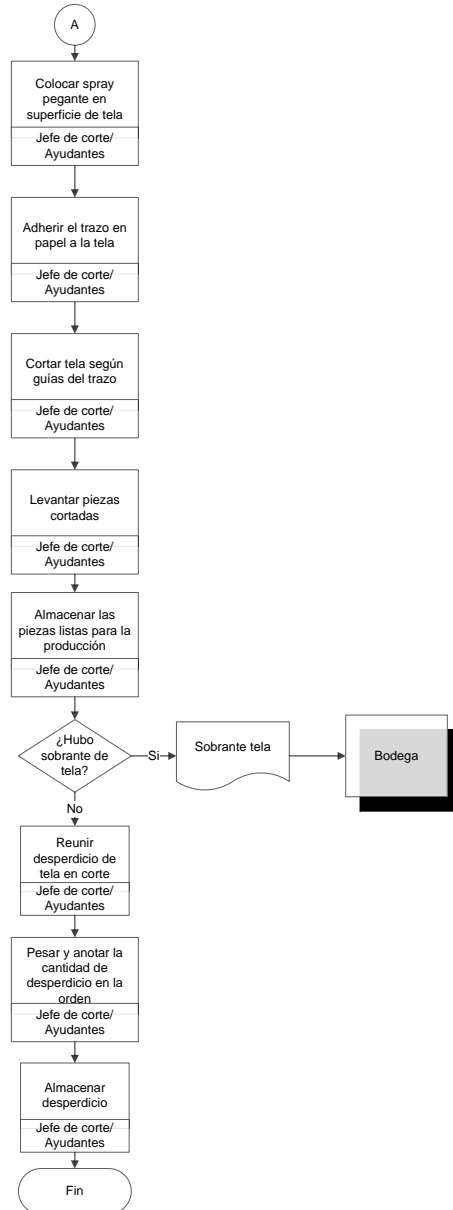 A
Colocar spray
pegante en
superficie de tela
Jefe de corte/
Ayudantes
Adherir el trazo en
papel a la tela
Jefe de corte/
Ayudantes
Cortar tela según
guías del trazo
Jefe de corte/
Ayudantes
Levantar piezas
cortadas
Jefe de corte/
Ayudantes
Almacenar las
piezas listas para la
producción
Jefe de corte/
Ayudantes
¿Hubo
sobrante de
tela?
Si
Sobrante tela
Bodega
No
Reunir
desperdicio de
tela en corte
Jefe de corte/
Ayudantes
Pesar y anotar la
cantidad de
desperdicio en la
orden
Jefe de corte/
Ayudantes
Almacenar
desperdicio
Jefe de corte/
Ayudantes
Fin